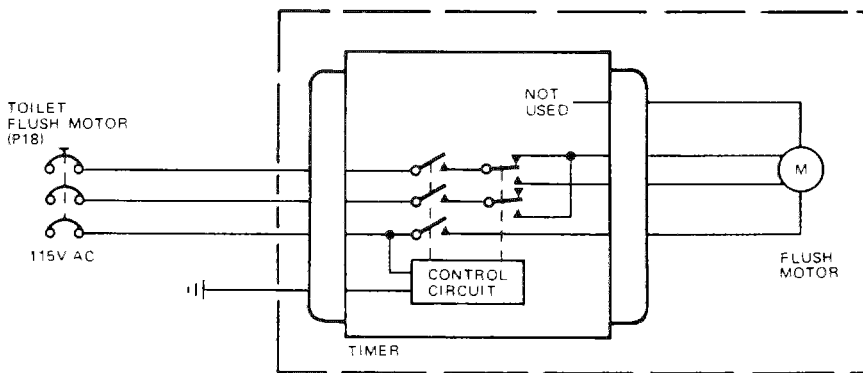 TOILET
FLUSH MOTOR
(P18)
115V AC
NOT
USED
M
CONTROL
CIRCUIT
FLUSH
MOTOR
TIMER